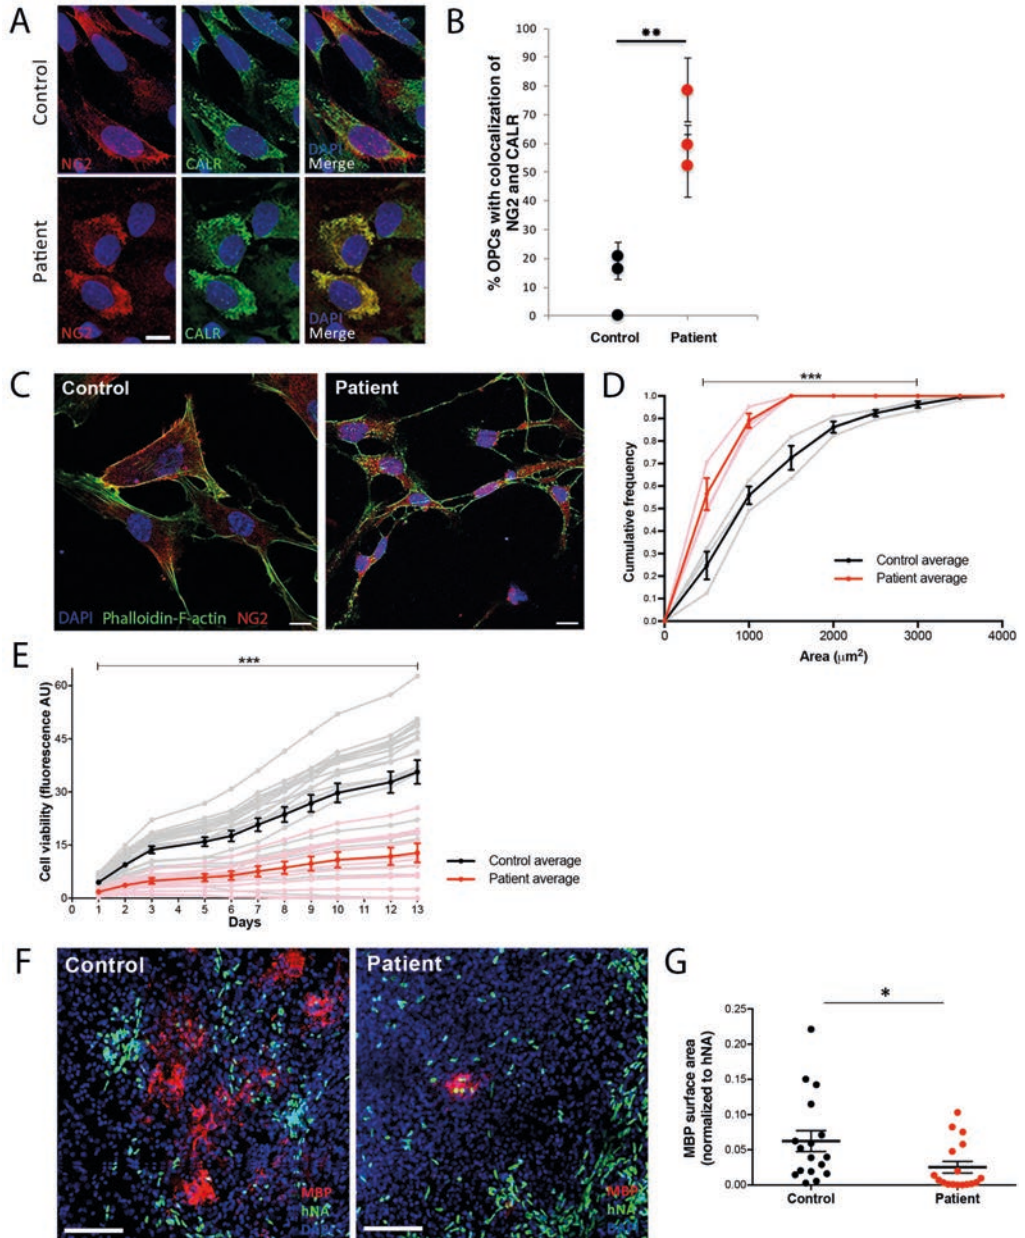 A
Control
NG2
CALR
DAPI
Merge
Patient
NG2
CALR
DAPI
Merge
B
**
% OPCs with colocalization of
NG2 and CALR
100
90
80
70
60
50
40
30
20
10
0
Control Patient
C
Control
DAPI Phalloidin-F-actin NG2
Patient
D
***
Cumulative frequency
1.0
0.9
0.8
0.7
0.6
0.5
0.4
0.3
0.2
0.1
0.0
0 1000 2000 3000 4000
Area (μm²)
Control average
Patient average
E
***
Cell viability (fluorescence AU)
60
45
30
15
0
0 1 2 3 5 6 7 8 9 10 12 13
Days
Control average
Patient average
F
Control
MBP
hNA
DAPI
Patient
MBP
hNA
DAPI
G
*
MBP surface area
(normalized to hNA)
0.25
0.20
0.15
0.10
0.05
0.00
Control Patient